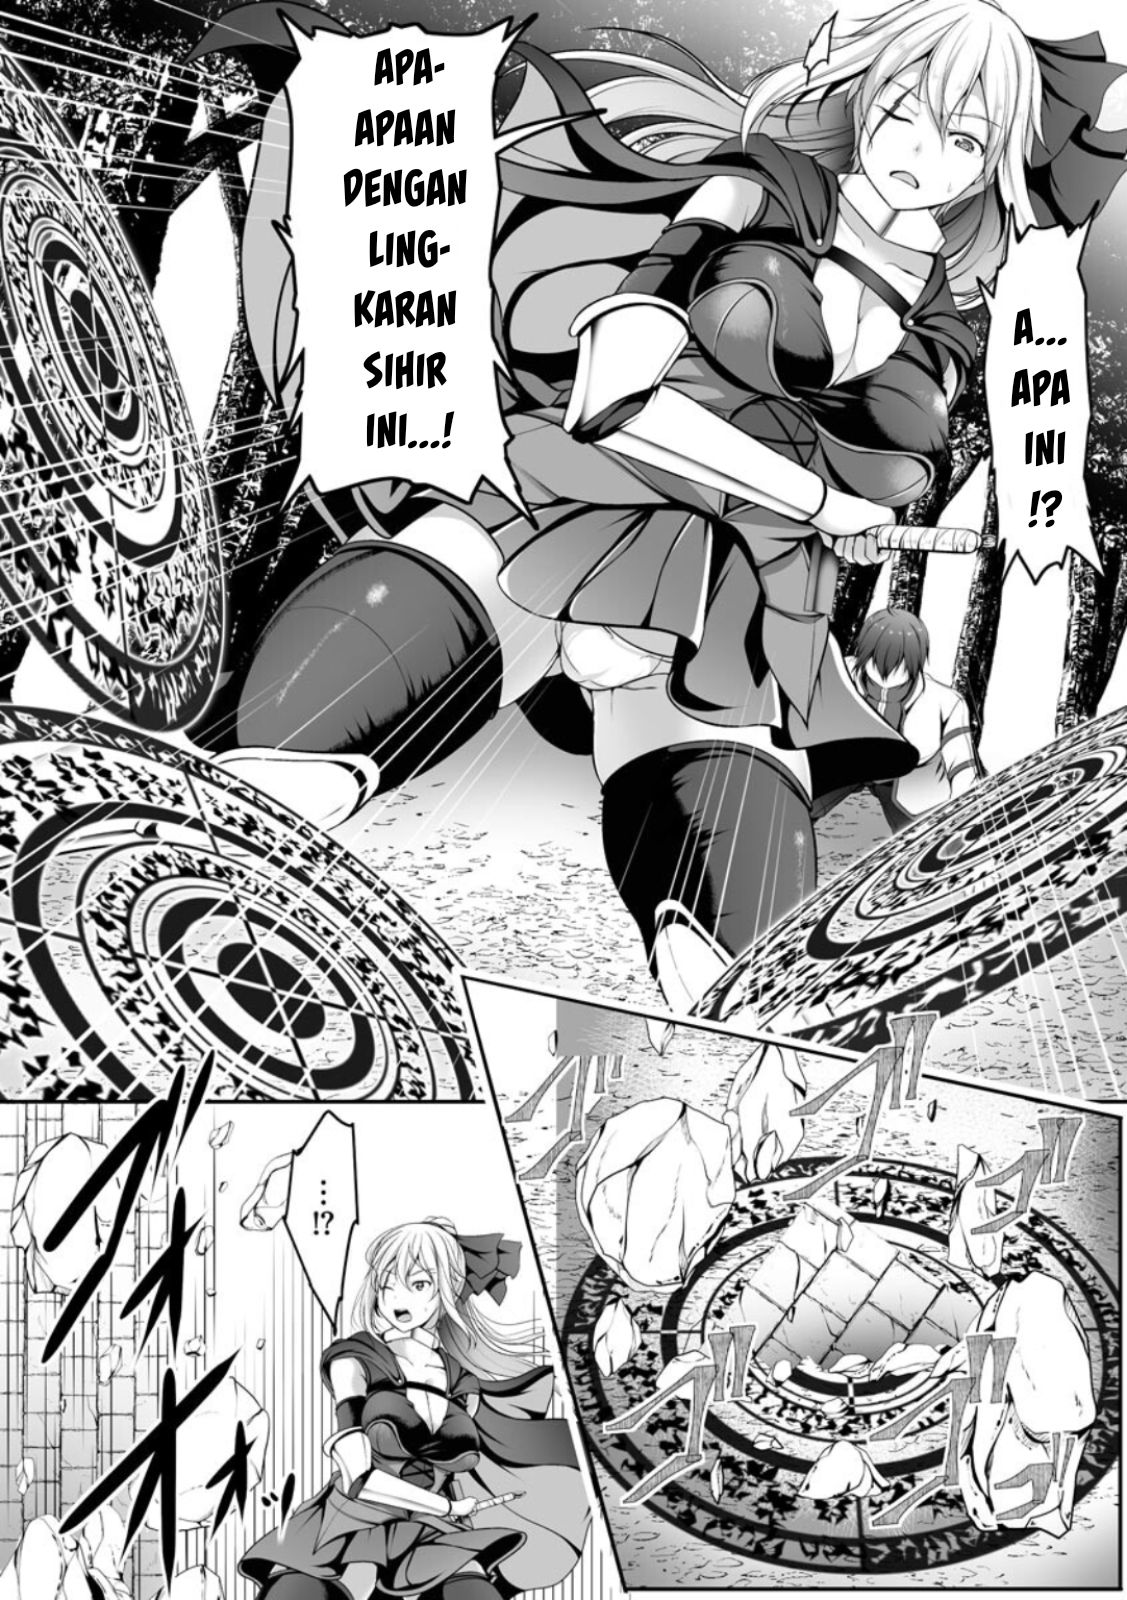 A...
APA
INI
!?
APA-
APAAN
DENGAN
LING-
KARAN
SIHIR
INI....!
…!?